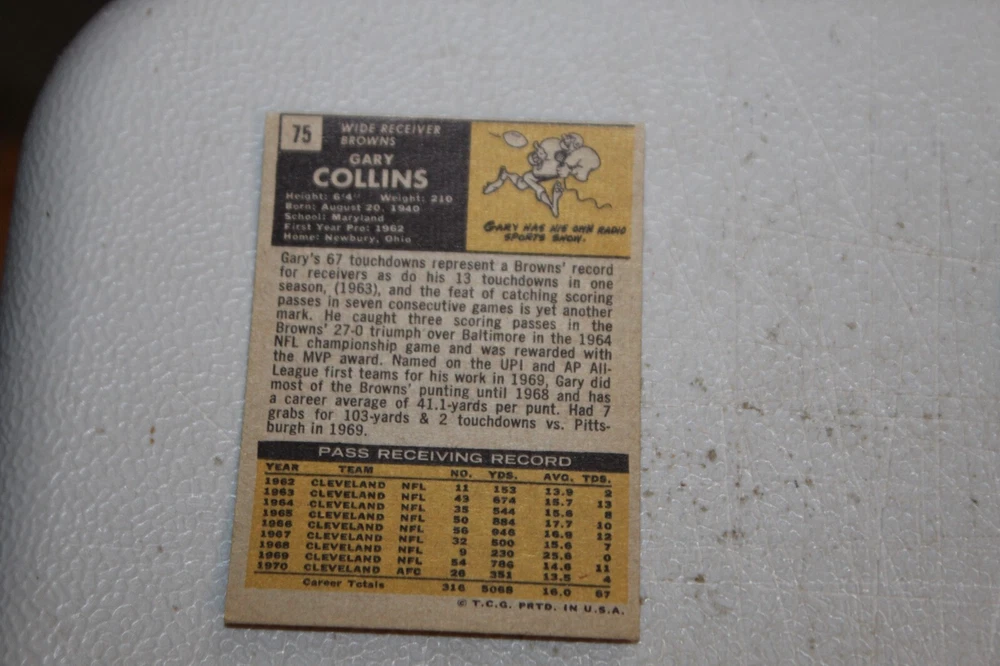 75
WIDE RECEIVER
BROWNS
GARY
COLLINS
Height: 6'4" Weight: 210
Born: August 20, 1940
School: Maryland
First Year Pro: 1962
Home: Newbury, Ohio
GARY HAS HIS OWN RADIO
SPORTS SHOW.
Gary's 67 touchdowns represent a Browns' record
for receivers as do his 13 touchdowns in one
season, (1963), and the feat of catching scoring
passes in seven consecutive games is yet another
mark. He caught three scoring passes in the
Browns' 27-0 triumph over Baltimore in the 1964
NFL championship game and was rewarded with
the MVP award. Named on the UPI and AP All-
League first teams for his work in 1969, Gary did
most of the Browns' punting until 1968 and has
a career average of 41.1-yards per punt. Had 7
grabs for 103-yards & 2 touchdowns vs. Pitts-
burgh in 1969.
PASS RECEIVING RECORD
YEAR TEAM NO. YDS. AVG. TDS.
1962 CLEVELAND NFL 11 153 13.9 2
1963 CLEVELAND NFL 43 674 15.7 13
1964 CLEVELAND NFL 35 544 15.6 8
1965 CLEVELAND NFL 50 884 17.7 10
1966 CLEVELAND NFL 56 946 16.9 12
1967 CLEVELAND NFL 32 500 15.6 7
1968 CLEVELAND NFL 9 230 25.6 0
1969 CLEVELAND NFL 54 786 14.6 11
1970 CLEVELAND AFC 26 351 13.5 4
Career Totals 316 5068 16.0 67
© T.C.G. PRTD. IN U.S.A.